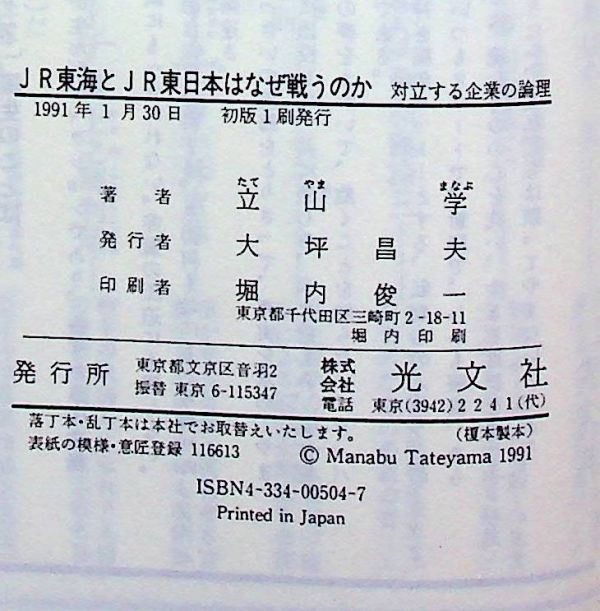 JR東海とJR東日本はなぜ戦うのか 対立する企業の論理
1991年1月30日 初版1刷発行
たて やま まなぶ
著者 立山 学
発行者 大坪昌夫
印刷者 堀内俊一
東京都千代田区三崎町2-18-11
堀内印刷
発行所 東京都文京区音羽2 株式会社 光文社
振替 東京6-115347 電話 東京(3942)2241(代)
落丁本・乱丁本は本社でお取替えいたします。 (榎本製本)
表紙の模様・意匠登録 116613 © Manabu Tateyama 1991
ISBN4-334-00504-7
Printed in Japan